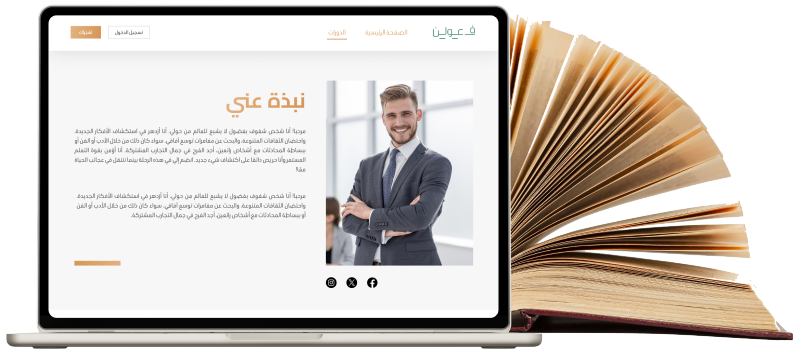 فـعولـن
الصفحة الرئيسية
الدورات
تسجيل الدخول
اشترك
نبذة عني
مرحبا! أنا شخص شغوف بفضول لا يشبع للعالم من حولي. أنا أزدهر في استكشاف الأفكار الجديدة،
واحتضان الثقافات المتنوعة، والبحث عن مغامرات توسع آفاقي. سواء كان ذلك من خلال الأدب أو الفن أو
ببساطة المحادثات مع أشخاص رائعين، أجد الفرح في جمال التجارب المشتركة. أنا أؤمن بقوة التعلم
المستمر وأنا حريص دائما على اكتشاف شيء جديد. انضم إلي في هذه الرحلة بينما نتنقل في عجائب الحياة
معًا!
مرحبا! أنا شخص شغوف بفضول لا يشبع للعالم من حولي. أنا أزدهر في استكشاف الأفكار الجديدة،
واحتضان الثقافات المتنوعة، والبحث عن مغامرات توسع آفاقي. سواء كان ذلك من خلال الأدب أو الفن
أو ببساطة المحادثات مع أشخاص رائعين، أجد الفرح في جمال التجارب المشتركة.